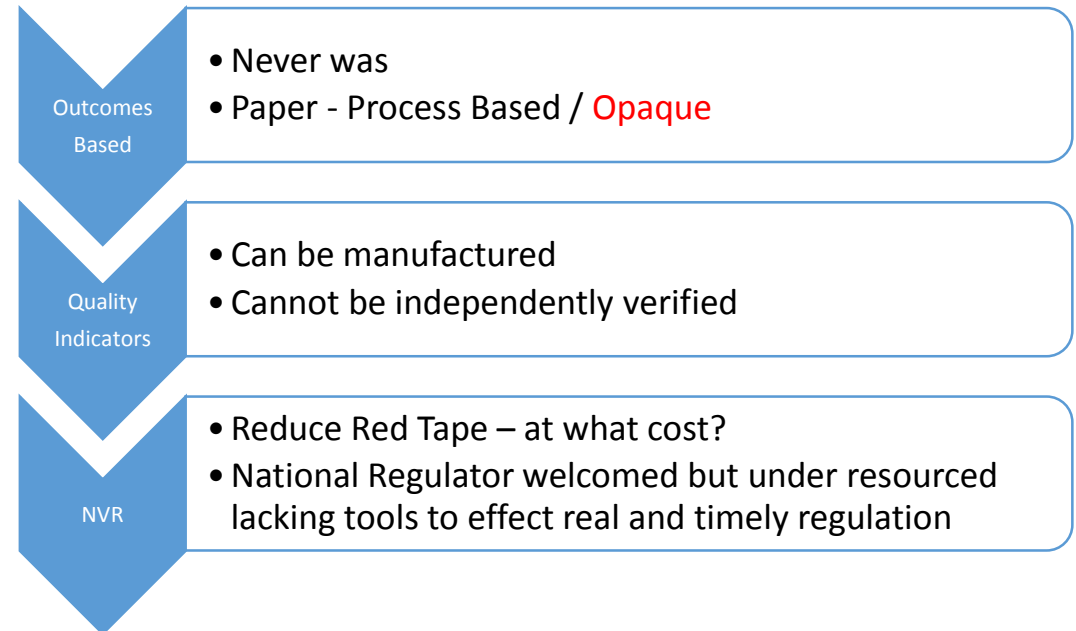 Outcomes
Based
• Never was
• Paper - Process Based / Opaque
Quality
Indicators
• Can be manufactured
• Cannot be independently verified
NVR
• Reduce Red Tape – at what cost?
• National Regulator welcomed but under resourced
lacking tools to effect real and timely regulation